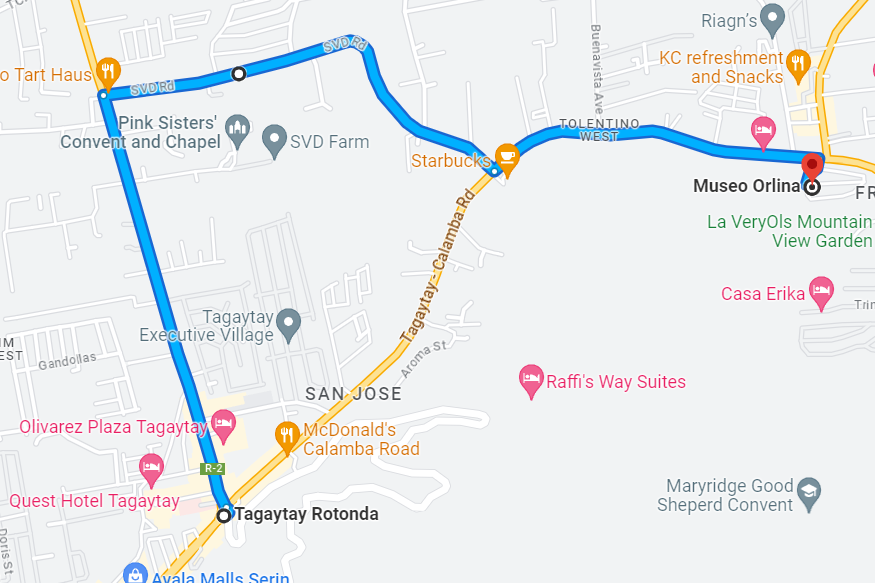 Riagn's
KC refreshment
and Snacks
Buenavista Ave
SVD Rd
o Tart Haus
SVD Rd
Pink Sisters'
Convent and Chapel
SVD Farm
TOLENTINO
WEST
Starbucks
Museo Orlina
FR
La VeryOls Mountain
View Garden
Tagaytay - Calamba Rd
Casa Erika
Trin
Tagaytay
Executive Village
IM
EST
Gandollas
Aroma St
SAN JOSE
Raffi's Way Suites
Olivarez Plaza Tagaytay
McDonald's
Calamba Road
R-2
Quest Hotel Tagaytay
Maryridge Good
Sheperd Convent
Tagaytay Rotonda
Doris St
Ayala Malls Serin